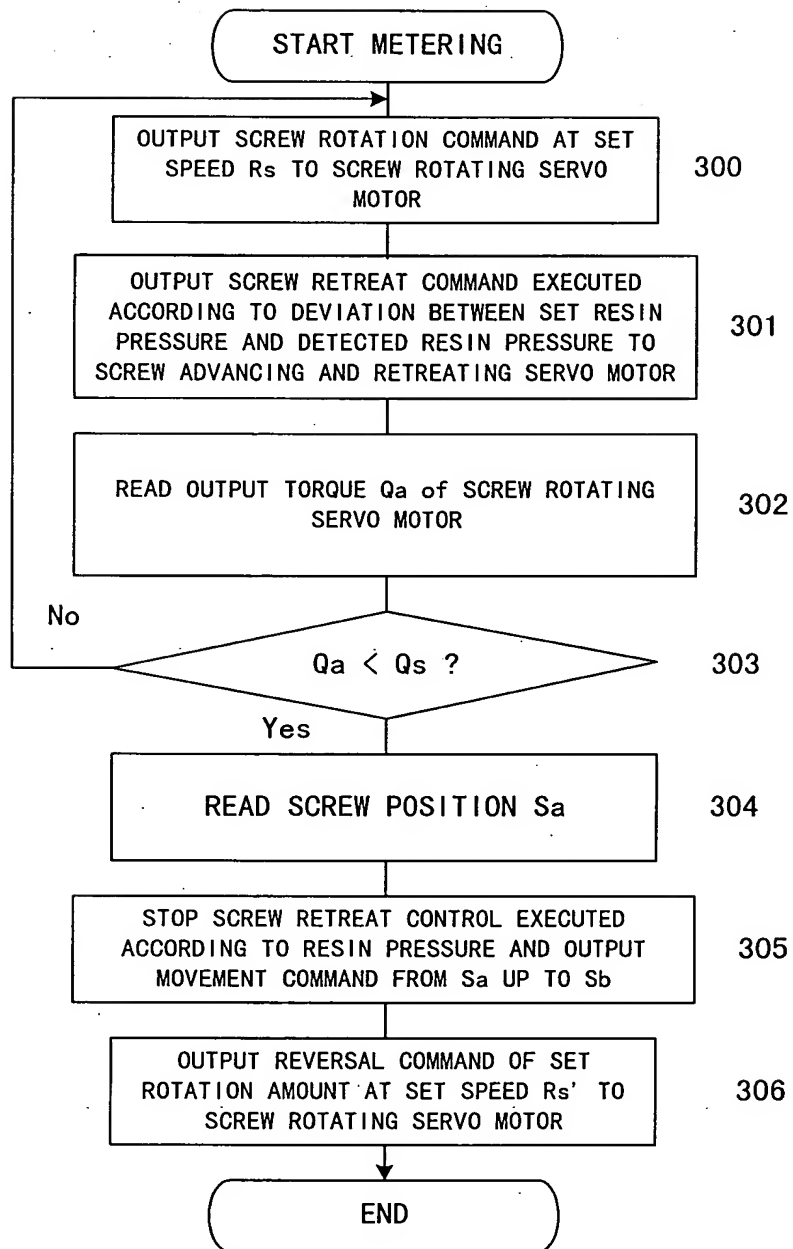 START METERING
OUTPUT SCREW ROTATION COMMAND AT SET
SPEED Rs TO SCREW ROTATING SERVO
MOTOR
300
OUTPUT SCREW RETREAT COMMAND EXECUTED
ACCORDING TO DEVIATION BETWEEN SET RESIN
PRESSURE AND DETECTED RESIN PRESSURE TO
SCREW ADVANCING AND RETREATING SERVO MOTOR
301
READ OUTPUT TORQUE Qa of SCREW ROTATING
SERVO MOTOR
302
No
Qa < Qs ?
303
Yes
READ SCREW POSITION Sa
304
STOP SCREW RETREAT CONTROL EXECUTED
ACCORDING TO RESIN PRESSURE AND OUTPUT
MOVEMENT COMMAND FROM Sa UP TO Sb
305
OUTPUT REVERSAL COMMAND OF SET
ROTATION AMOUNT AT SET SPEED Rs' TO
SCREW ROTATING SERVO MOTOR
306
END